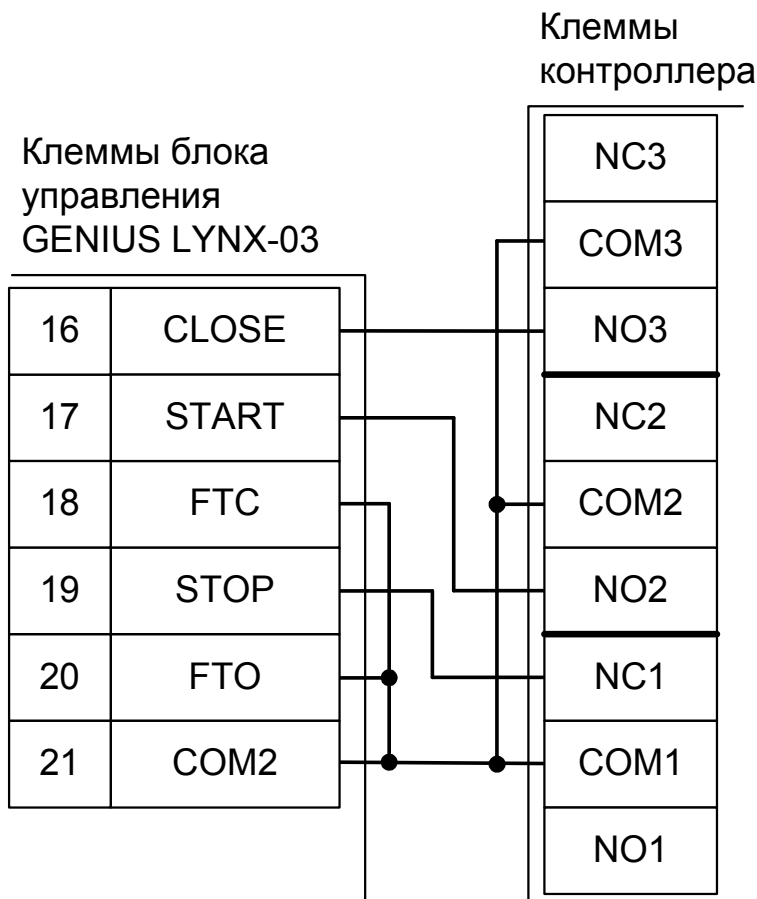 Клеммы
контроллера
Клеммы блока
управления
GENIUS LYNX-03
16 CLOSE
17 START
18 FTC
19 STOP
20 FTO
21 COM2
NC3
COM3
NO3
NC2
COM2
NO2
NC1
COM1
NO1